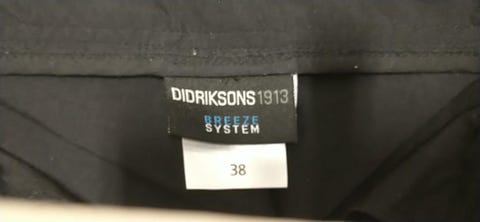 DIDRIKSONS1913
BREEZE
SYSTEM
38